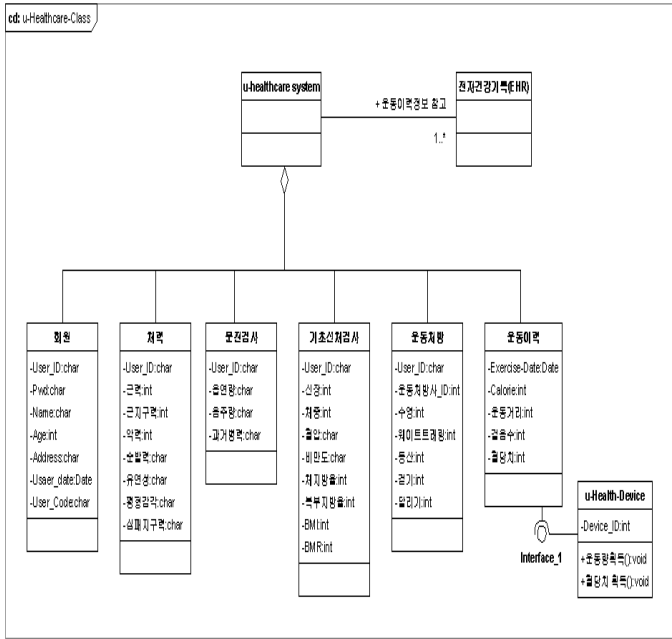 cd: u-Healthcare-Class
u-healthcare system
+ 운동이력정보 참고
1..*
전자건강기록(EHR)
회원
-User_ID:char
-Pwd:char
-Name:char
-Age:int
-Address:char
-Usaer_date:Date
-User_Code:char
체력
-User_ID:char
-근력:int
-근지구력:int
-악력:int
-순발력:char
-유연성:char
-평형감각:char
-심폐지구력:char
문진검사
-User_ID:char
-흡연량:char
-음주량:char
-과거병력:char
기초신체검사
-User_ID:char
-신장:int
-체중:int
-혈압:char
-비만도:char
-체지방율:int
-복부지방율:int
-BMI:int
-BMR:int
운동처방
-User_ID:char
-운동처방사_ID:int
-수영:int
-웨이트트레링:int
-등산:int
-걷기:int
-달리기:int
운동이력
-Exercise-Date:Date
-Calorie:int
-운동거리:int
-걸음수:int
-혈당치:int
Interface_1
u-Health-Device
-Device_ID:int
+운동량획득():void
+혈당치 획득():void